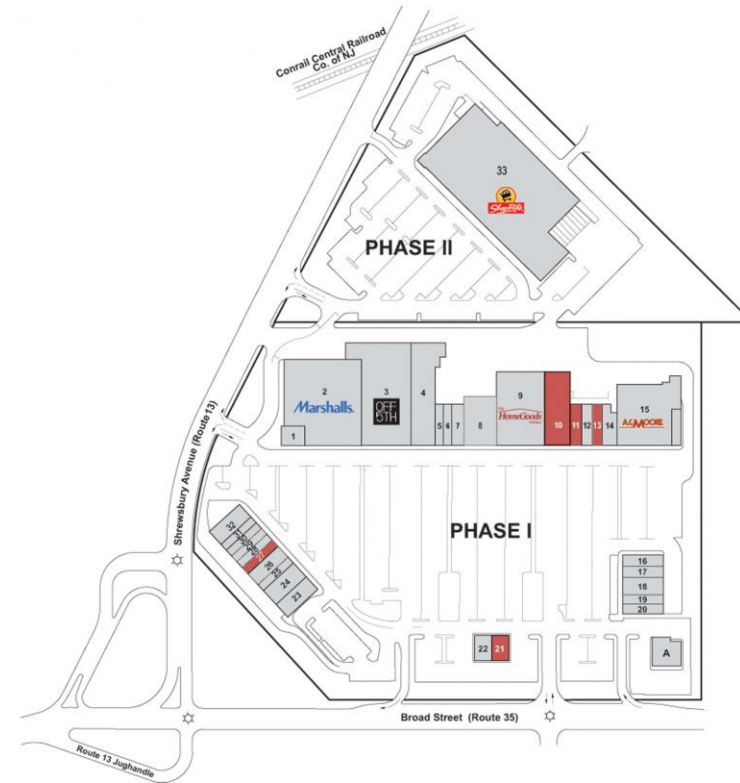 Conrail Central Railroad
Co. of NJ
33
ShopRite
PHASE II
2
Marshalls.
3
OFF
5TH
4
1
5
6
7
8
9
HomeGoods
10
11
12
13
14
15
A.C. MOORE
Shrewsbury Avenue (Route 13)
PHASE I
32
27
26
25
24
23
16
17
18
19
20
22
21
A
Broad Street (Route 35)
Route 13 Jughandle